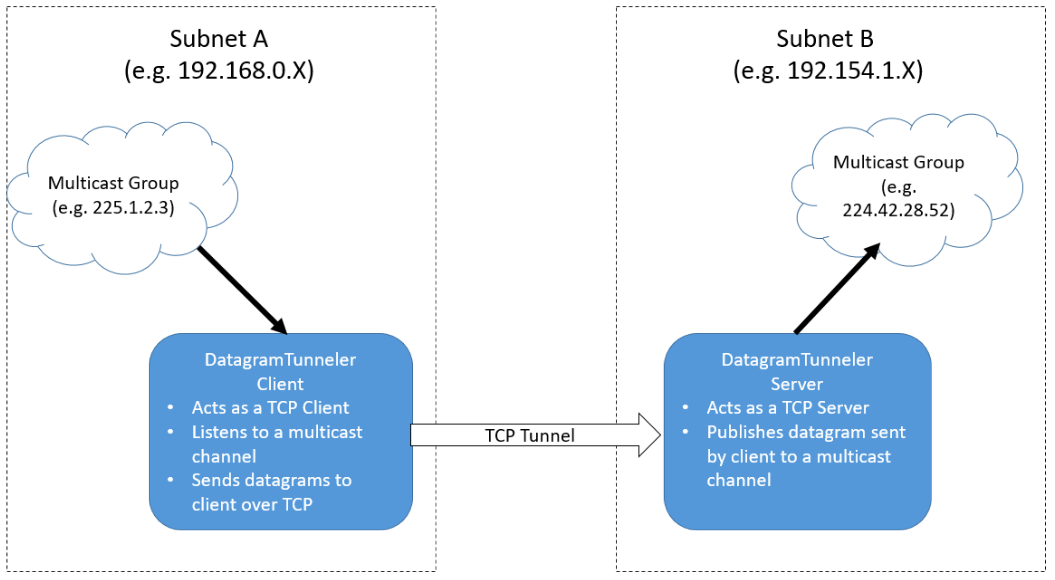 Subnet A
(e.g. 192.168.0.X)
Multicast Group
(e.g. 225.1.2.3)
DatagramTunneler
Client
• Acts as a TCP Client
• Listens to a multicast
channel
• Sends datagrams to
client over TCP
TCP Tunnel
Subnet B
(e.g. 192.154.1.X)
Multicast Group
(e.g.
224.42.28.52)
DatagramTunneler
Server
• Acts as a TCP Server
• Publishes datagram sent
by client to a multicast
channel